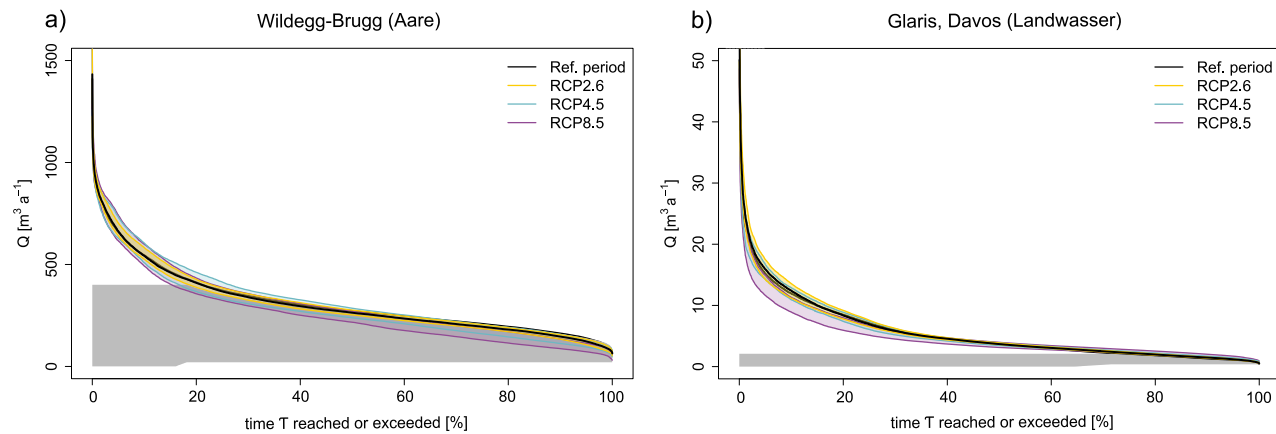 a) Wildegg-Brugg (Aare)
Q [m³ a⁻¹]
1500
1000
500
0
Ref. period
RCP2.6
RCP4.5
RCP8.5
0 20 40 60 80 100
time T reached or exceeded [%]
b) Glaris, Davos (Landwasser)
Q [m³ a⁻¹]
50
40
30
20
10
0
Ref. period
RCP2.6
RCP4.5
RCP8.5
0 20 40 60 80 100
time T reached or exceeded [%]